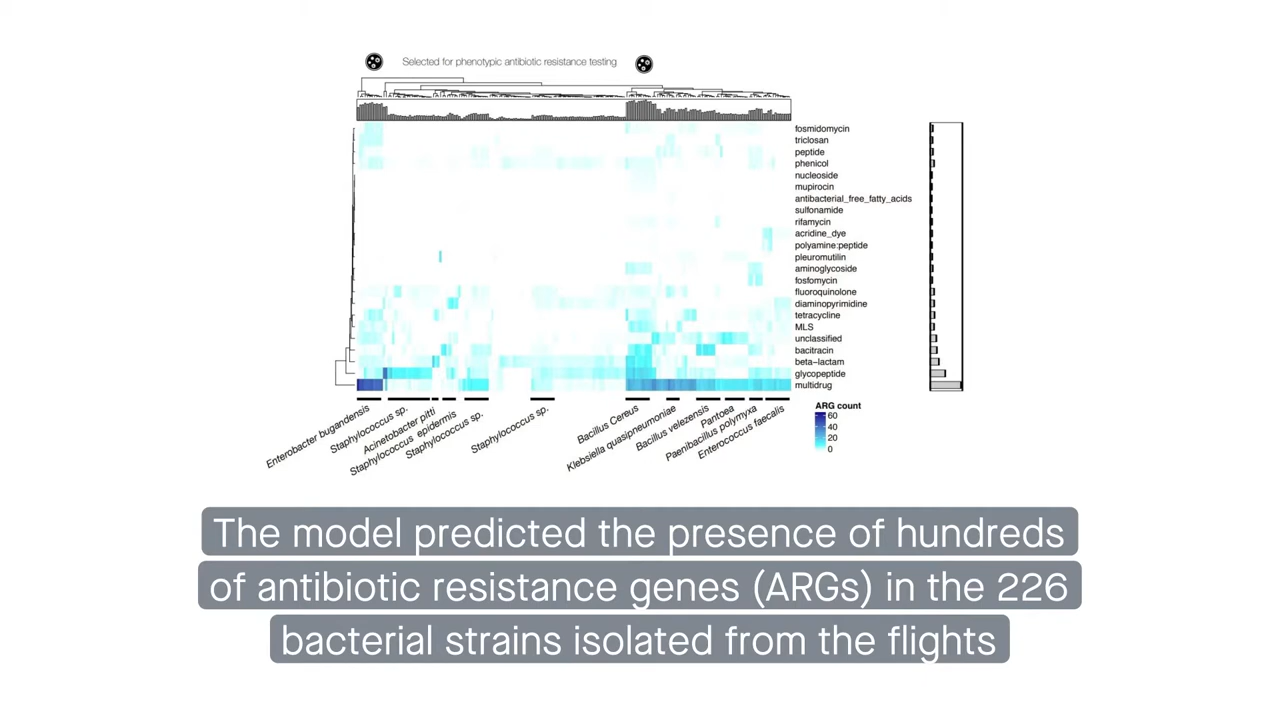 Selected for phenotypic antibiotic resistance testing
fosmidomycin
triclosan
peptide
phenicol
nucleoside
mupirocin
antibacterial_free_fatty_acids
sulfonamide
rifamycin
acridine_dye
polyamine:peptide
pleuromutilin
aminoglycoside
fosfomycin
fluoroquinolone
diaminopyrimidine
tetracycline
MLS
unclassified
bacitracin
beta-lactam
glycopeptide
multidrug
Enterobacter bugandensis
Staphylococcus sp.
Acinetobacter pitti
Staphylococcus epidermis
Staphylococcus sp.
Staphylococcus sp.
Bacillus Cereus
Klebsiella quasipneumoniae
Bacillus velezensis
Pantoea
Paenibacillus polymyxa
Enterococcus faecalis
ARG count
60
40
20
0
The model predicted the presence of hundreds
of antibiotic resistance genes (ARGs) in the 226
bacterial strains isolated from the flights